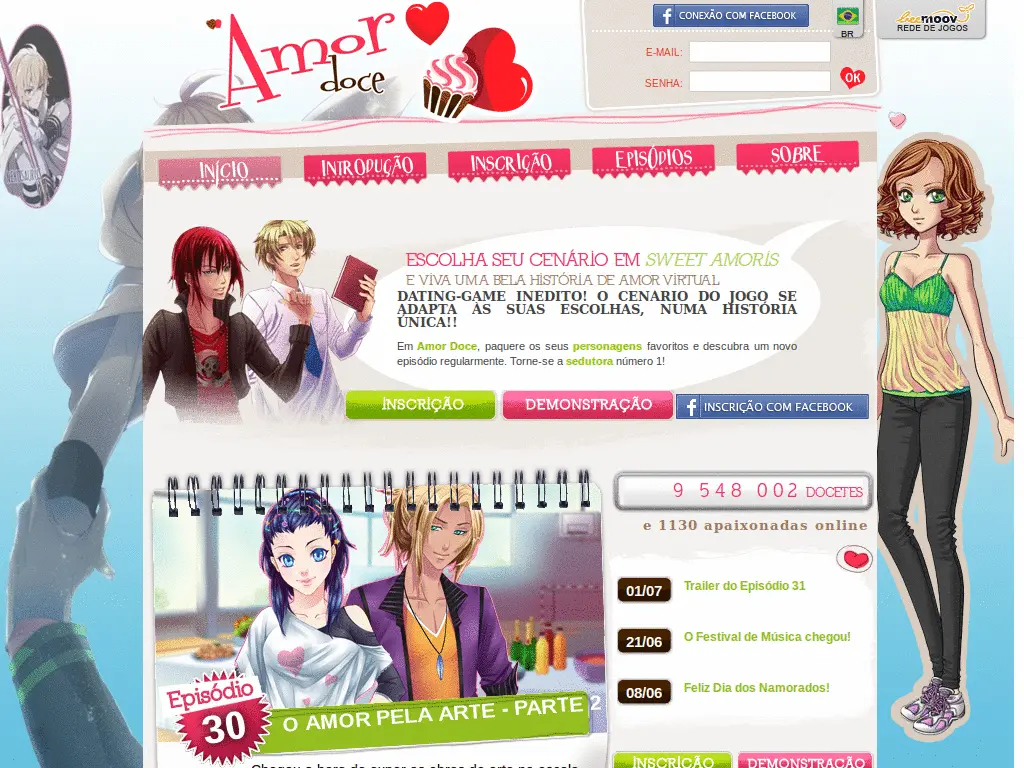 Amor
doce
CONEXÃO COM FACEBOOK
BR
beemoov
REDE DE JOGOS
E-MAIL:
SENHA:
OK
INÍCIO
INTRODUÇÃO
INSCRIÇÃO
EPISÓDIOS
SOBRE
ESCOLHA SEU CENÁRIO EM SWEET AMORIS
E VIVA UMA BELA HISTÓRIA DE AMOR VIRTUAL
DATING-GAME INEDITO! O CENARIO DO JOGO SE
ADAPTA ÀS SUAS ESCOLHAS, NUMA HISTÓRIA
ÚNICA!!
Em Amor Doce, paquere os seus personagens favoritos e descubra um novo
episódio regularmente. Torne-se a sedutora número 1!
INSCRIÇÃO
DEMONSTRAÇÃO
INSCRIÇÃO COM FACEBOOK
9 548 002 DOCETES
e 1130 apaixonadas online
01/07
Trailer do Episódio 31
21/06
O Festival de Música chegou!
08/06
Feliz Dia dos Namorados!
Episódio
30
O AMOR PELA ARTE - PARTE 2
INSCRIÇÃO
DEMONSTRAÇÃO